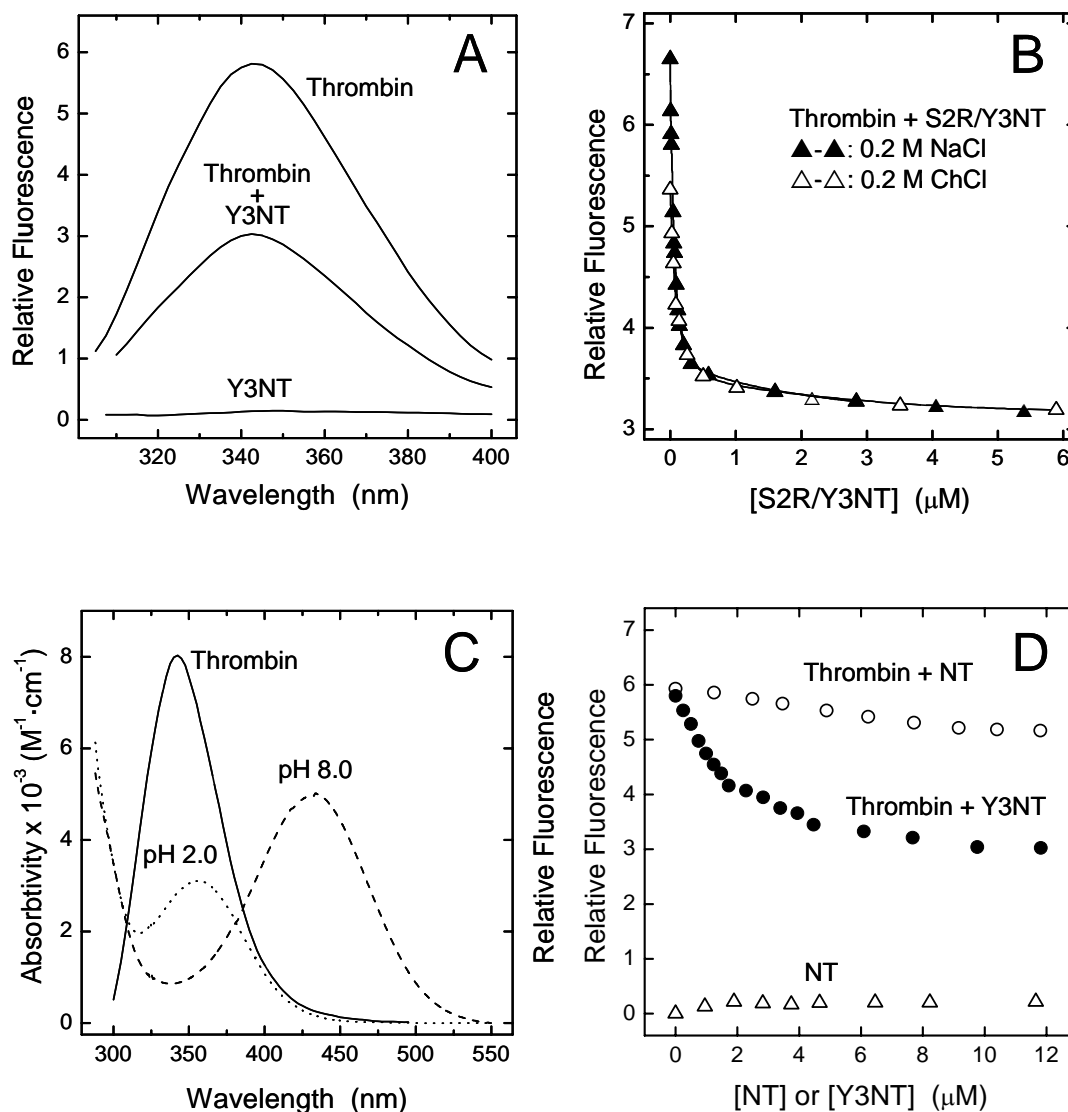 A
Relative Fluorescence
6
5
4
3
2
1
0
Thrombin
Thrombin
+
Y3NT
Y3NT
320 340 360 380 400
Wavelength (nm)
B
Relative Fluorescence
7
6
5
4
3
Thrombin + S2R/Y3NT
▲-▲: 0.2 M NaCl
△-△: 0.2 M ChCl
0 1 2 3 4 5 6
[S2R/Y3NT] (μM)
C
Absorbtivity x 10⁻³ (M⁻¹·cm⁻¹)
8
6
4
2
0
Thrombin
pH 8.0
pH 2.0
300 350 400 450 500 550
Wavelength (nm)
Relative Fluorescence
D
Relative Fluorescence
7
6
5
4
3
2
1
0
Thrombin + NT
Thrombin + Y3NT
NT
0 2 4 6 8 10 12
[NT] or [Y3NT] (μM)